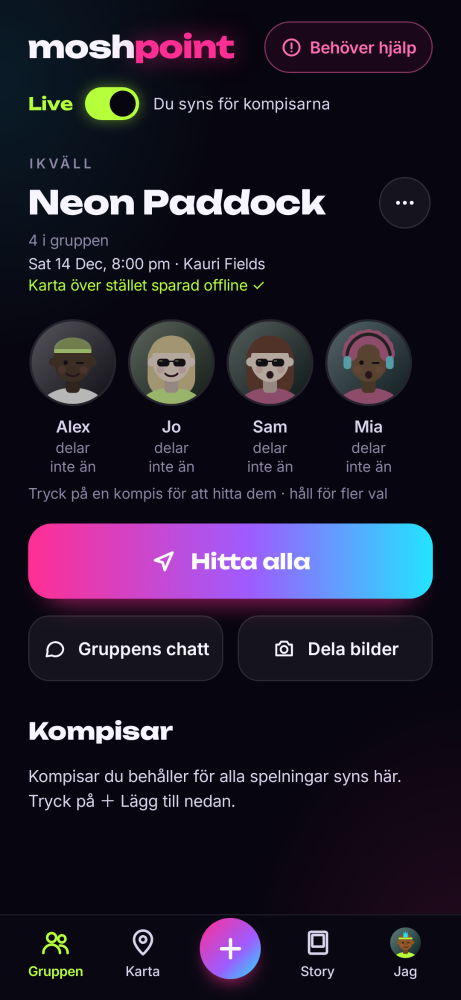 moshpoint
Behöver hjälp
Live
Du syns för kompisarna
IKVÄLL
Neon Paddock
4 i gruppen
Sat 14 Dec, 8:00 pm · Kauri Fields
Karta över stället sparad offline ✓
Alex
delar
inte än
Jo
delar
inte än
Sam
delar
inte än
Mia
delar
inte än
Tryck på en kompis för att hitta dem · håll för fler val
Hitta alla
Gruppens chatt
Dela bilder
Kompisar
Kompisar du behåller för alla spelningar syns här.
Tryck på + Lägg till nedan.
Gruppen
Karta
Story
Jag